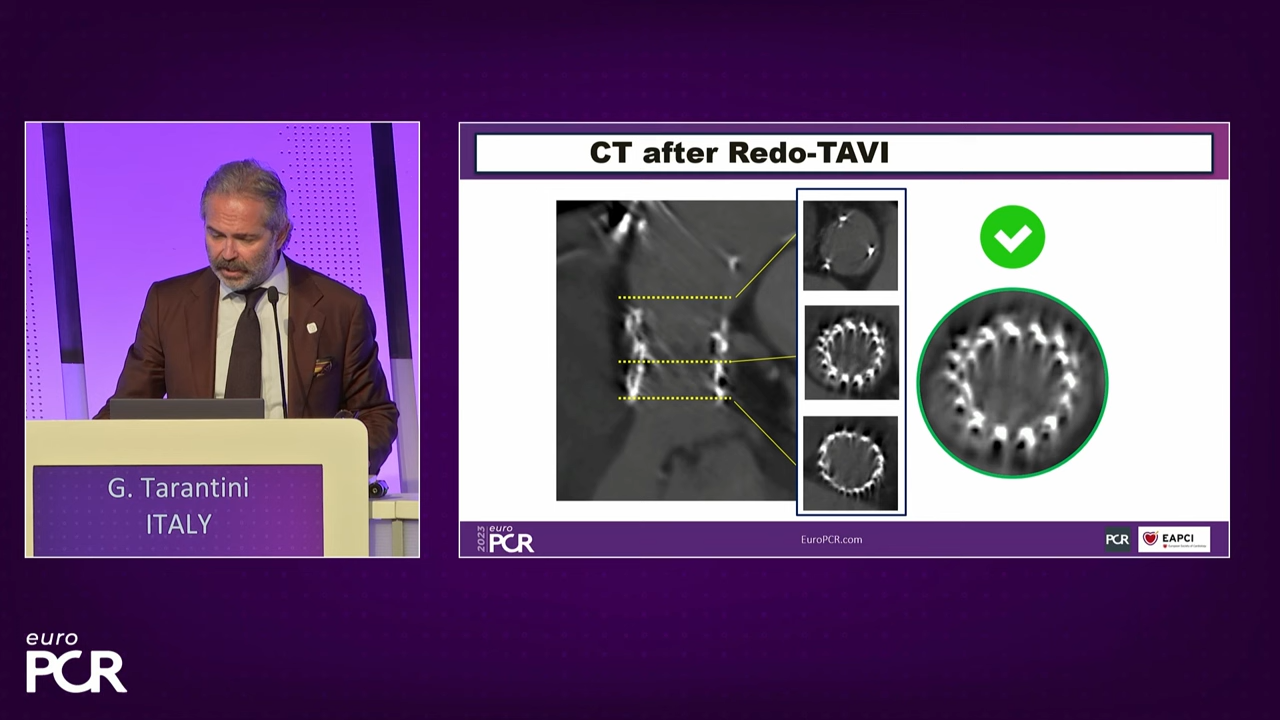 CT after Redo-TAVI
G. Tarantini
ITALY
2023
euro
PCR
EuroPCR.com
PCR
EAPCI
euro
PCR